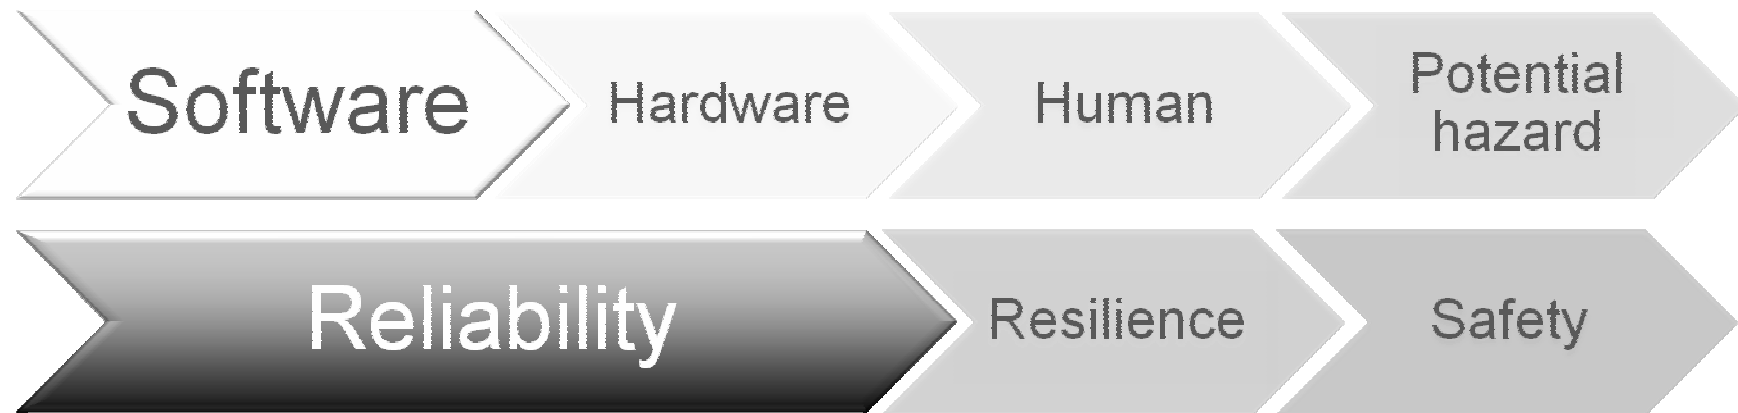 Software
Hardware
Human
Potential
hazard
Reliability
Resilience
Safety